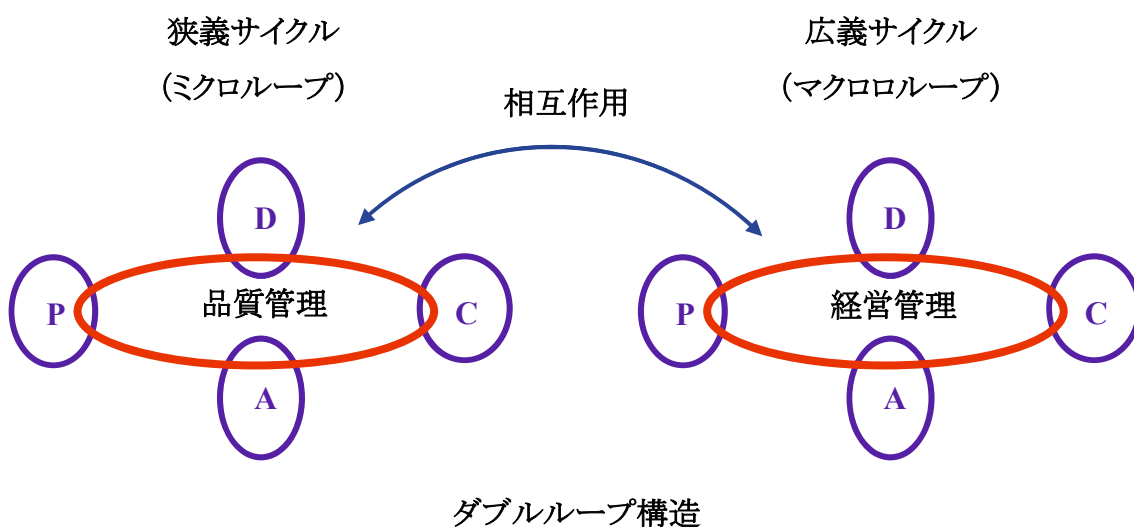 狭義サイクル
(ミクロループ)
広義サイクル
(マクロロループ)
相互作用
D
P
品質管理
C
A
D
P
経営管理
C
A
ダブルループ構造